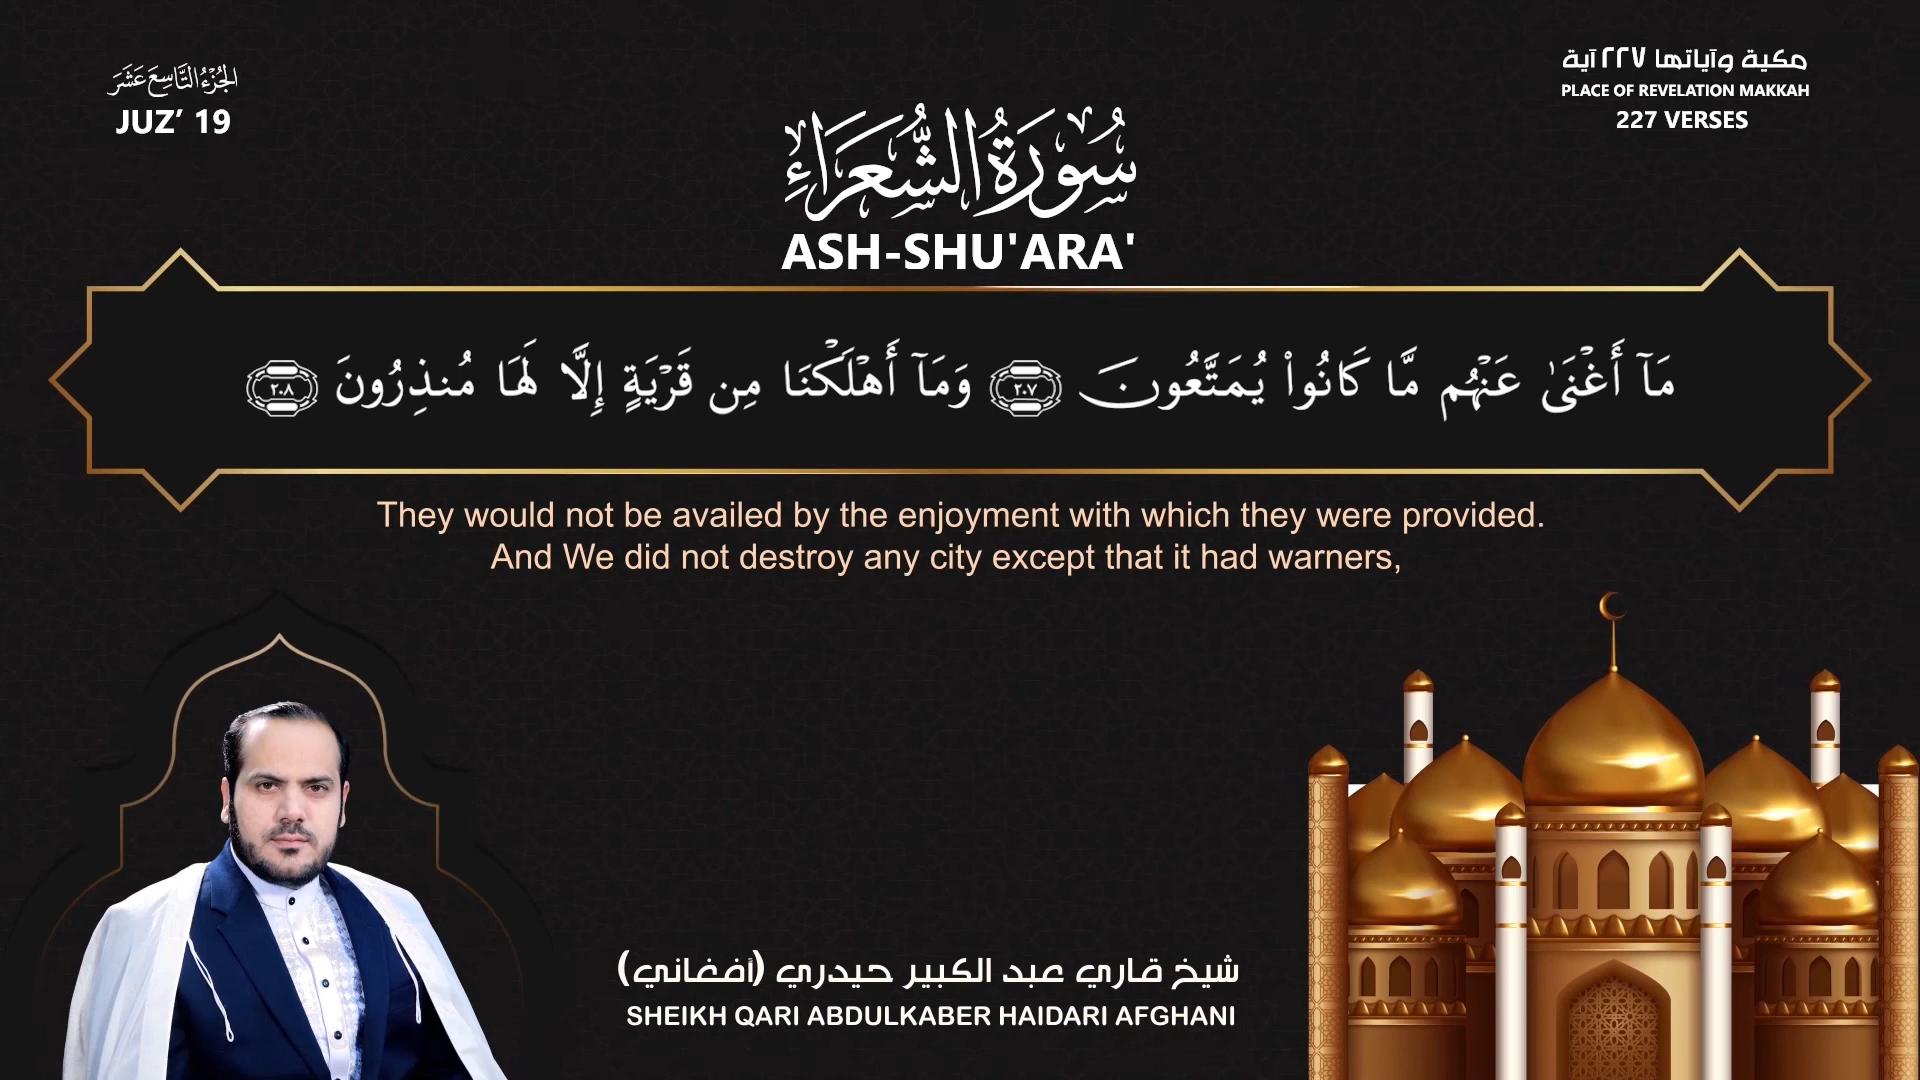 الجُزْءُ التَّاسِعَ عَشَرَ
JUZ’ 19
مكية وآياتها ٢٢٧ آية
PLACE OF REVELATION MAKKAH
227 VERSES
سُورَةُ الشُّعَرَاءِ
ASH-SHU'ARA'
مَآ أَغْنَىٰ عَنْهُم مَّا كَانُوا۟ يُمَتَّعُونَ ٢٠٧ وَمَآ أَهْلَكْنَا مِن قَرْيَةٍ إِلَّا لَهَا مُنذِرُونَ ٢٠٨
They would not be availed by the enjoyment with which they were provided.
And We did not destroy any city except that it had warners,
شيخ قاري عبد الكبير حيدري (أفغاني)
SHEIKH QARI ABDULKABER HAIDARI AFGHANI